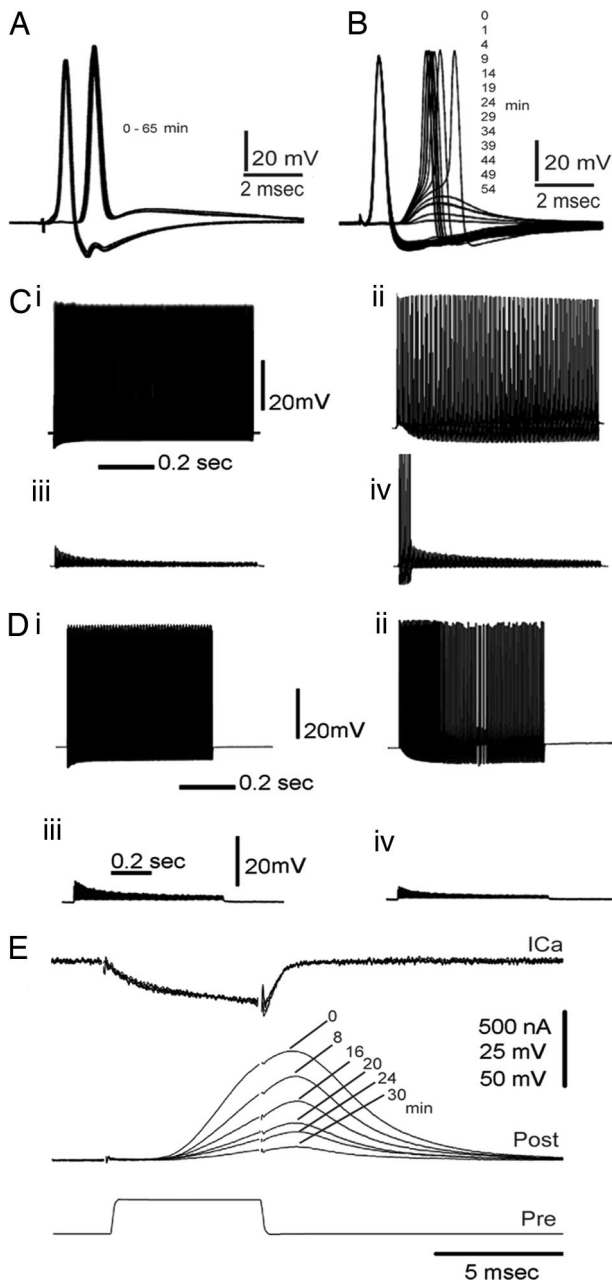 A
B
0 - 65 min
20 mV
2 msec
0
1
4
9
14
19
24
29
34
39
44
49
54
min
20 mV
2 msec
C
i
20mV
0.2 sec
ii
iii
iv
D
i
20mV
0.2 sec
ii
iii
0.2 sec
20mV
iv
E
ICa
0
8
16
20
24
30
min
500 nA
25 mV
50 mV
Post
Pre
5 msec